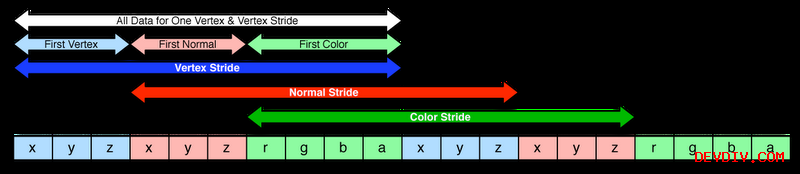 All Data for One Vertex & Vertex Stride
First Vertex First Normal First Color
Vertex Stride
Normal Stride
Color Stride
x y z x y z r g b a x y z x y z r g b a
DEVDIV.COM